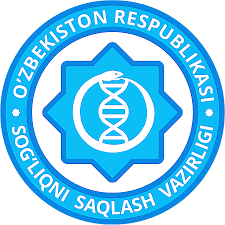 O‘ZBEKISTON RESPUBLIKASI
SOG‘LIQNI SAQLASH VAZIRLIGI